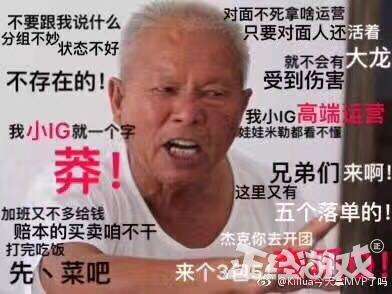 不要跟我说什么
分组不妙
状态不好
不存在的！
对面不死拿啥运营
只要对面人还活着
大龙
就不会有
受到伤害
我小IG就一个字
莽！
我小IG高端运营
娃娃米勒都看不懂
兄弟们来啊！
这里又有
五个落单的！
加班又不多给钱
赔本的买卖咱不干
打完吃饭
先丶菜吧
杰克你去开团
来个3包5
@Killua今天拿MVP了吗